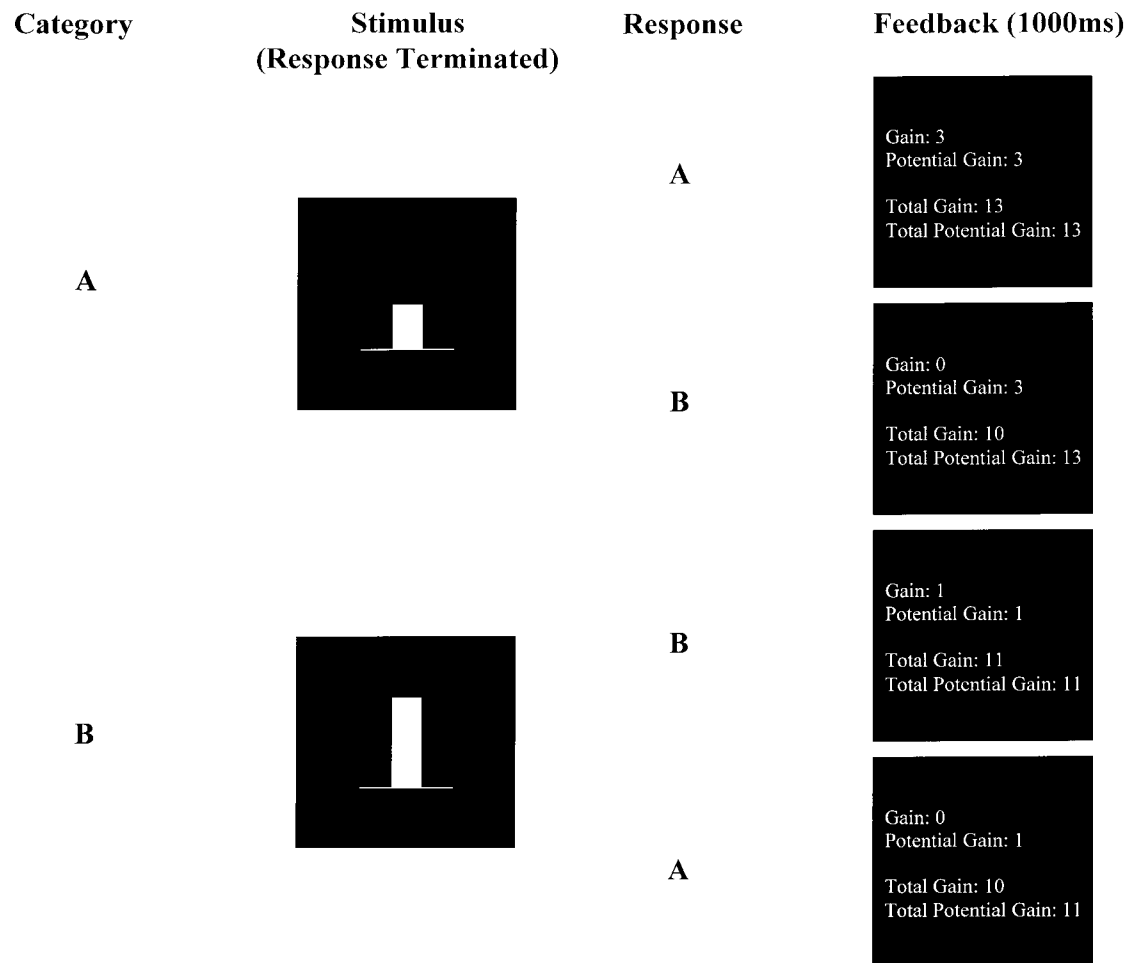 Category
Stimulus
(Response Terminated)
Response
Feedback (1000ms)
A
A
Gain: 3
Potential Gain: 3
Total Gain: 13
Total Potential Gain: 13
B
Gain: 0
Potential Gain: 3
Total Gain: 10
Total Potential Gain: 13
B
B
Gain: 1
Potential Gain: 1
Total Gain: 11
Total Potential Gain: 11
A
Gain: 0
Potential Gain: 1
Total Gain: 10
Total Potential Gain: 11